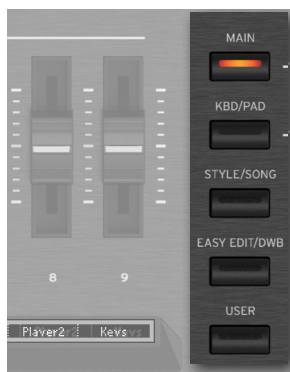 MAIN
KBD/PAD
STYLE/SONG
EASY EDIT/DWB
USER
8 9
Player2 Keys